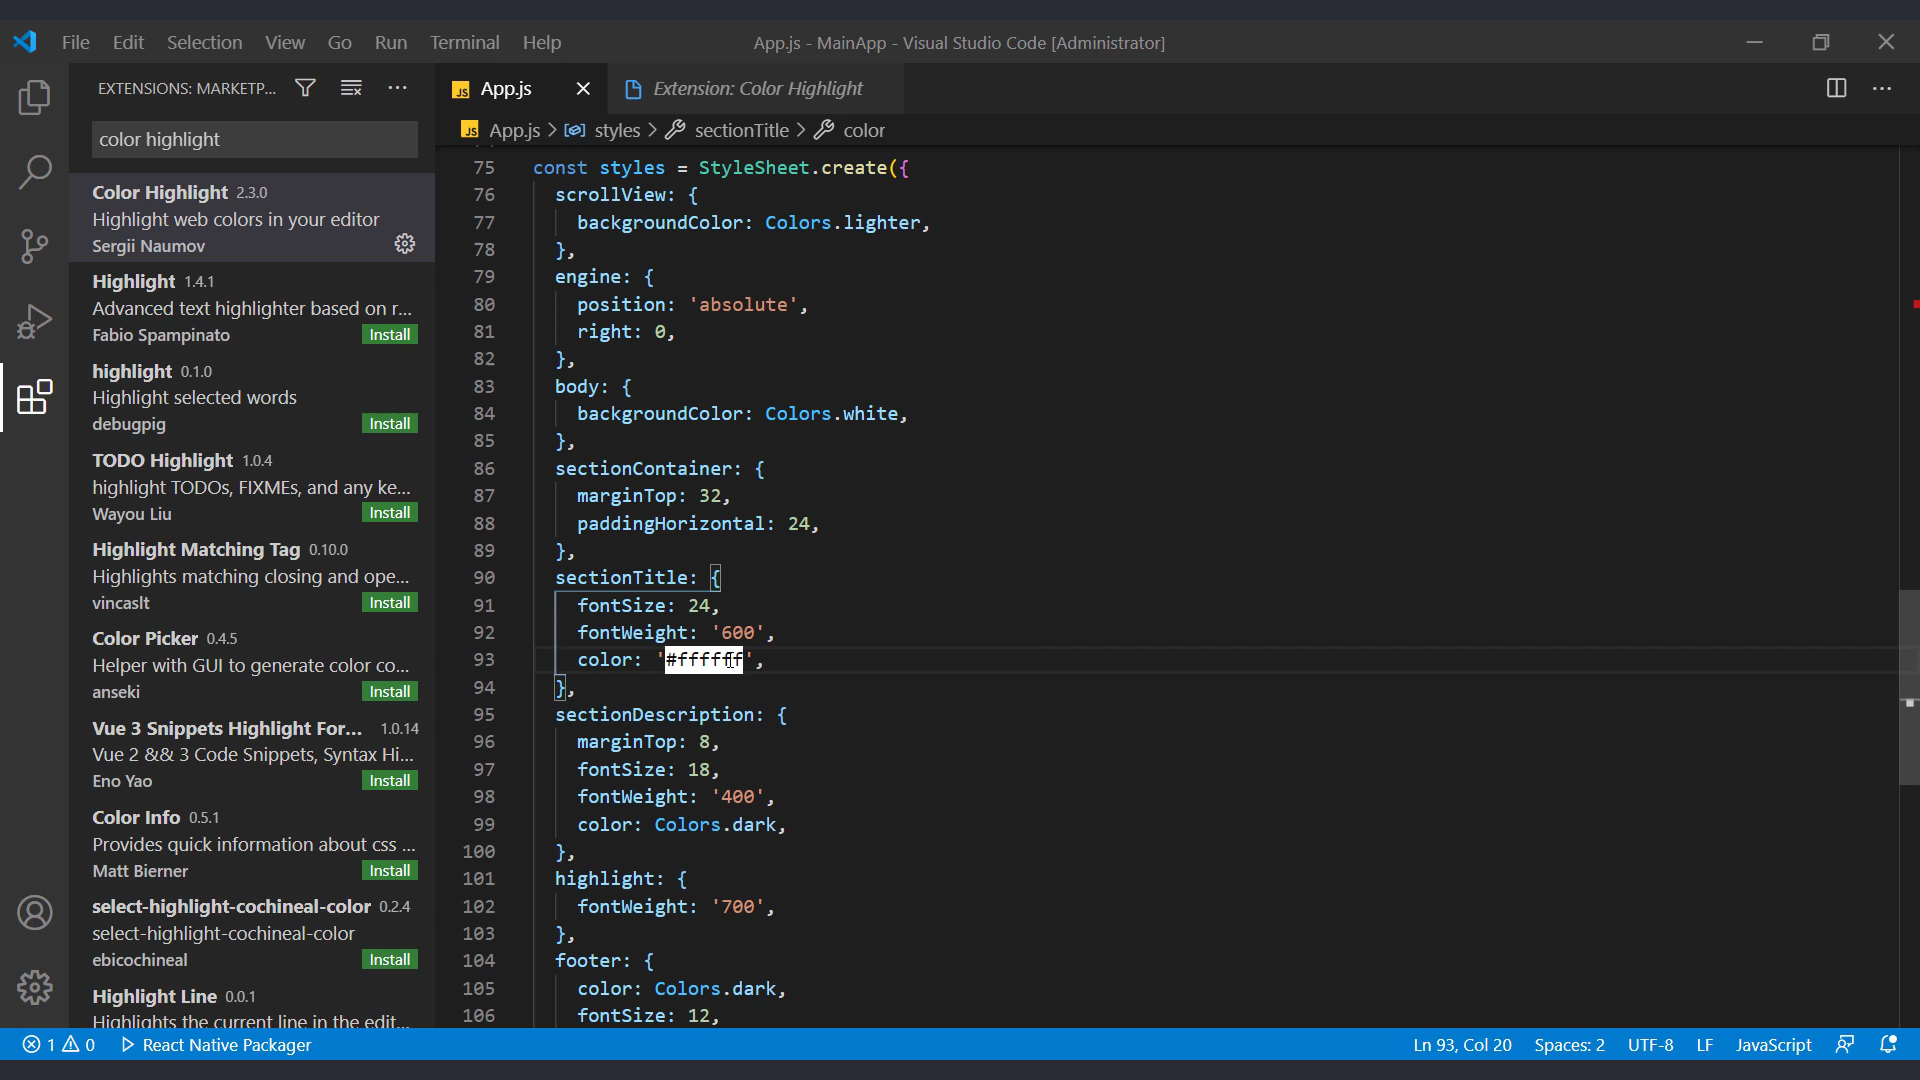 File Edit Selection View Go Run Terminal Help
App.js - MainApp - Visual Studio Code [Administrator]
EXTENSIONS: MARKETP...
color highlight
Color Highlight 2.3.0
Highlight web colors in your editor
Sergii Naumov
Highlight 1.4.1
Advanced text highlighter based on r...
Fabio Spampinato Install
highlight 0.1.0
Highlight selected words
debugpig Install
TODO Highlight 1.0.4
highlight TODOs, FIXMEs, and any ke...
Wayou Liu Install
Highlight Matching Tag 0.10.0
Highlights matching closing and ope...
vincaslt Install
Color Picker 0.4.5
Helper with GUI to generate color co...
anseki Install
Vue 3 Snippets Highlight For... 1.0.14
Vue 2 && 3 Code Snippets, Syntax Hi...
Eno Yao Install
Color Info 0.5.1
Provides quick information about css ...
Matt Bierner Install
select-highlight-cochineal-color 0.2.4
select-highlight-cochineal-color
ebicochineal Install
Highlight Line 0.0.1
Highlights the current line in the edit...
JS App.js Extension: Color Highlight
JS App.js > styles > sectionTitle > color
75 const styles = StyleSheet.create({
76 scrollView: {
77 backgroundColor: Colors.lighter,
78 },
79 engine: {
80 position: 'absolute',
81 right: 0,
82 },
83 body: {
84 backgroundColor: Colors.white,
85 },
86 sectionContainer: {
87 marginTop: 32,
88 paddingHorizontal: 24,
89 },
90 sectionTitle: {
91 fontSize: 24,
92 fontWeight: '600',
93 color: '#ffffff',
94 },
95 sectionDescription: {
96 marginTop: 8,
97 fontSize: 18,
98 fontWeight: '400',
99 color: Colors.dark,
100 },
101 highlight: {
102 fontWeight: '700',
103 },
104 footer: {
105 color: Colors.dark,
106 fontSize: 12,
1 0 React Native Packager
Ln 93, Col 20 Spaces: 2 UTF-8 LF JavaScript